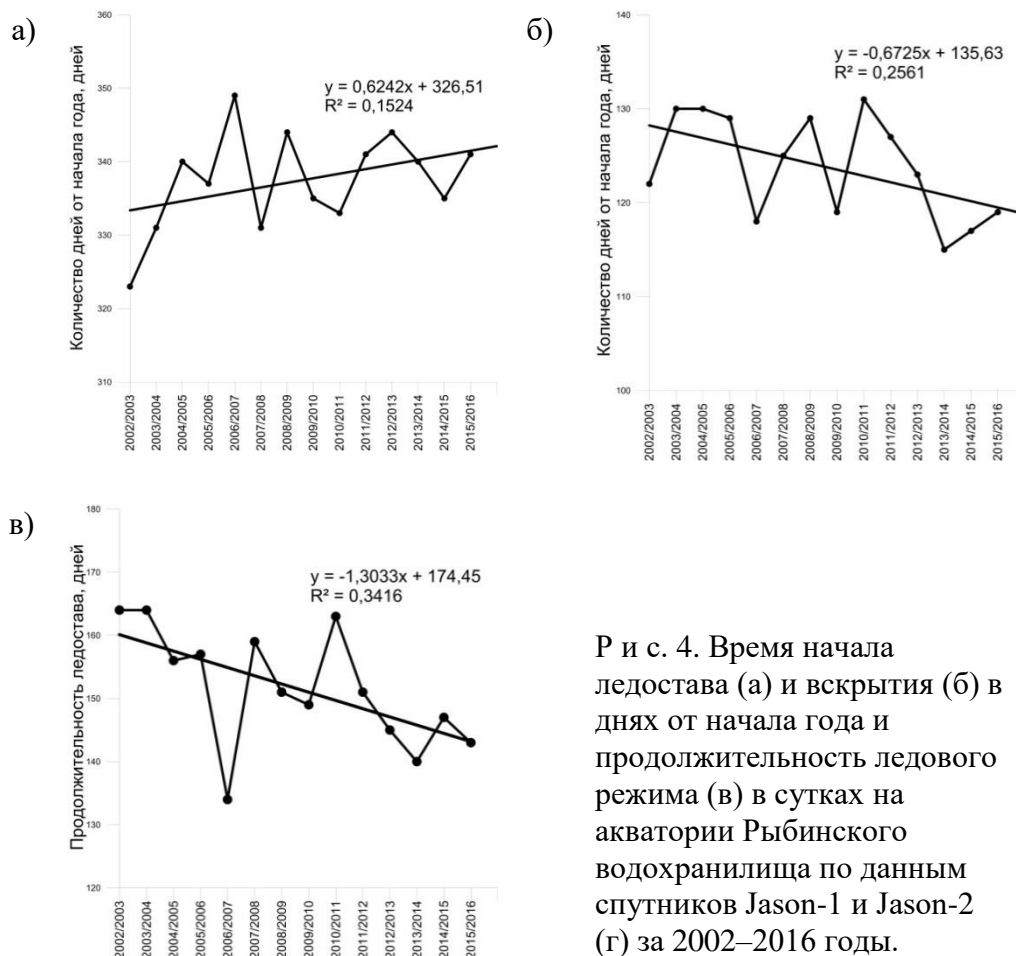 а)
Количество дней от начала года, дней
360
350
340
330
320
310
y = 0,6242x + 326,51
R² = 0,1524
2002/2003
2003/2004
2004/2005
2005/2006
2006/2007
2007/2008
2008/2009
2009/2010
2010/2011
2011/2012
2012/2013
2013/2014
2014/2015
2015/2016
б)
Количество дней от начала года, дней
140
130
120
110
100
y = -0,6725x + 135,63
R² = 0,2561
2002/2003
2003/2004
2004/2005
2005/2006
2006/2007
2007/2008
2008/2009
2009/2010
2010/2011
2011/2012
2012/2013
2013/2014
2014/2015
2015/2016
в)
Продолжительность ледостава, дней
180
170
160
150
140
130
120
y = -1,3033x + 174,45
R² = 0,3416
2002/2003
2003/2004
2004/2005
2005/2006
2006/2007
2007/2008
2008/2009
2009/2010
2010/2011
2011/2012
2012/2013
2013/2014
2014/2015
2015/2016
Р и с. 4. Время начала
ледостава (а) и вскрытия (б) в
днях от начала года и
продолжительность ледового
режима (в) в сутках на
акватории Рыбинского
водохранилища по данным
спутников Jason-1 и Jason-2
(г) за 2002–2016 годы.